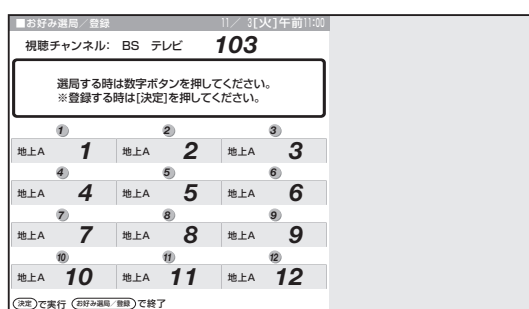 ■お好み選局／登録 11／ 3[火]午前11:00
視聴チャンネル: BS テレビ 103
選局する時は数字ボタンを押してください。
※登録する時は[決定]を押してください。
① ② ③
地上A 1 地上A 2 地上A 3
④ ⑤ ⑥
地上A 4 地上A 5 地上A 6
⑦ ⑧ ⑨
地上A 7 地上A 8 地上A 9
⑩ ⑪ ⑫
地上A 10 地上A 11 地上A 12
決定で実行 お好み選局／登録で終了